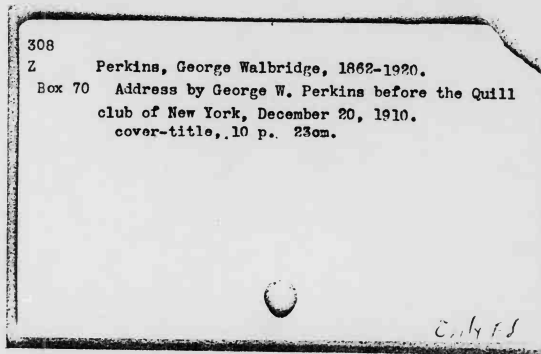 308
Z Perkins, George Walbridge, 1862-1920.
Box 70 Address by George W. Perkins before the Quill
club of New York, December 20, 1910.
cover-title, 10 p. 23cm.